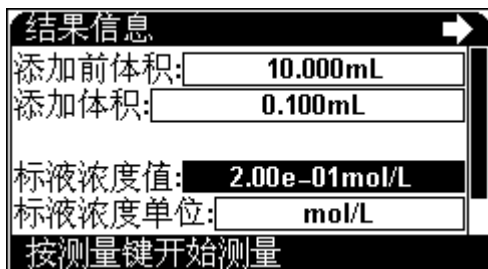 结果信息
添加前体积: 10.000mL
添加体积: 0.100mL
标液浓度值: 2.00e-01mol/L
标液浓度单位: mol/L
按测量键开始测量